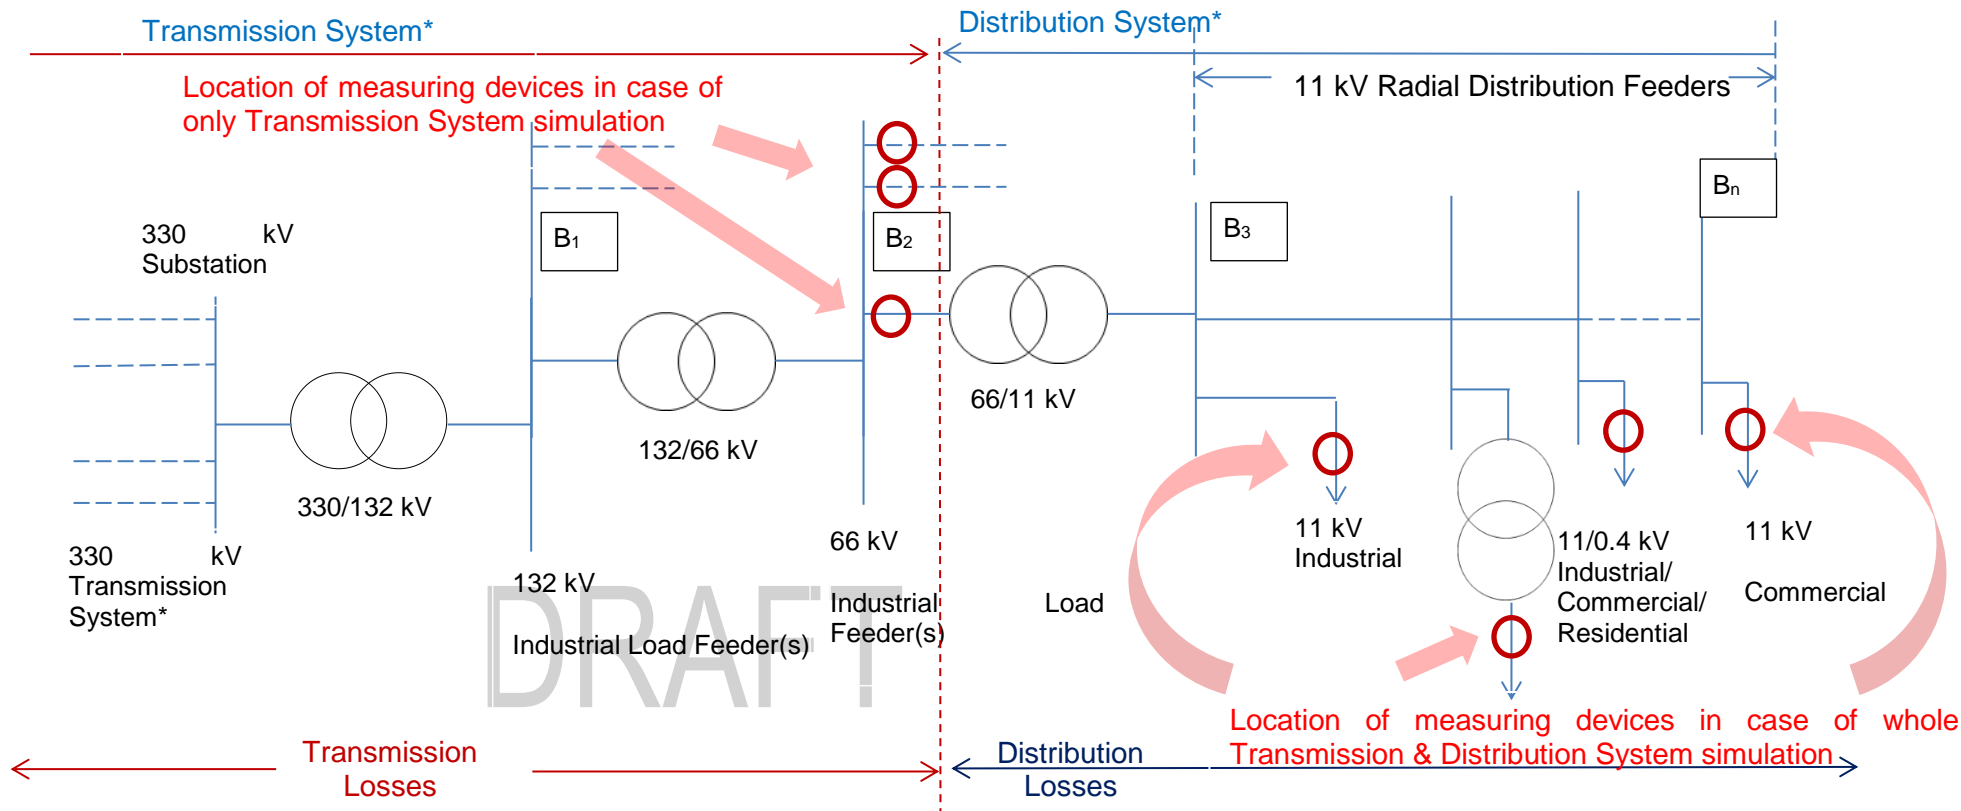 Transmission System*
Distribution System*
Location of measuring devices in case of
only Transmission System simulation
11 kV Radial Distribution Feeders
330 kV
Substation
B1
B2
B3
Bn
330/132 kV
132/66 kV
66/11 kV
330 kV
Transmission
System*
132 kV
Industrial Load Feeder(s)
66 kV
Industrial
Feeder(s)
Load
11 kV
Industrial
11/0.4 kV
Industrial/
Commercial/
Residential
11 kV
Commercial
DRAFT
Location of measuring devices in case of whole
Transmission & Distribution System simulation
Transmission
Losses
Distribution
Losses